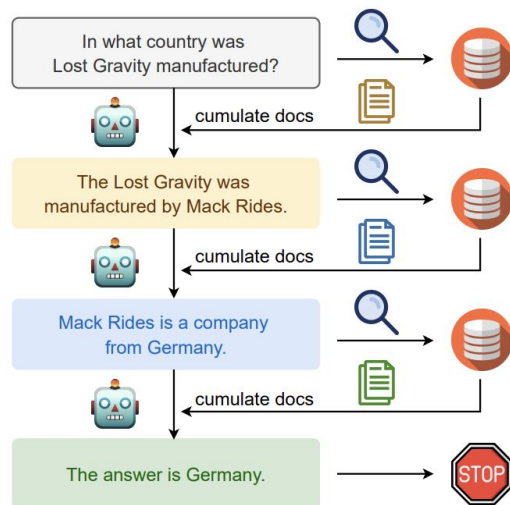 In what country was
Lost Gravity manufactured?
cumulate docs
The Lost Gravity was
manufactured by Mack Rides.
cumulate docs
Mack Rides is a company
from Germany.
cumulate docs
The answer is Germany.
STOP